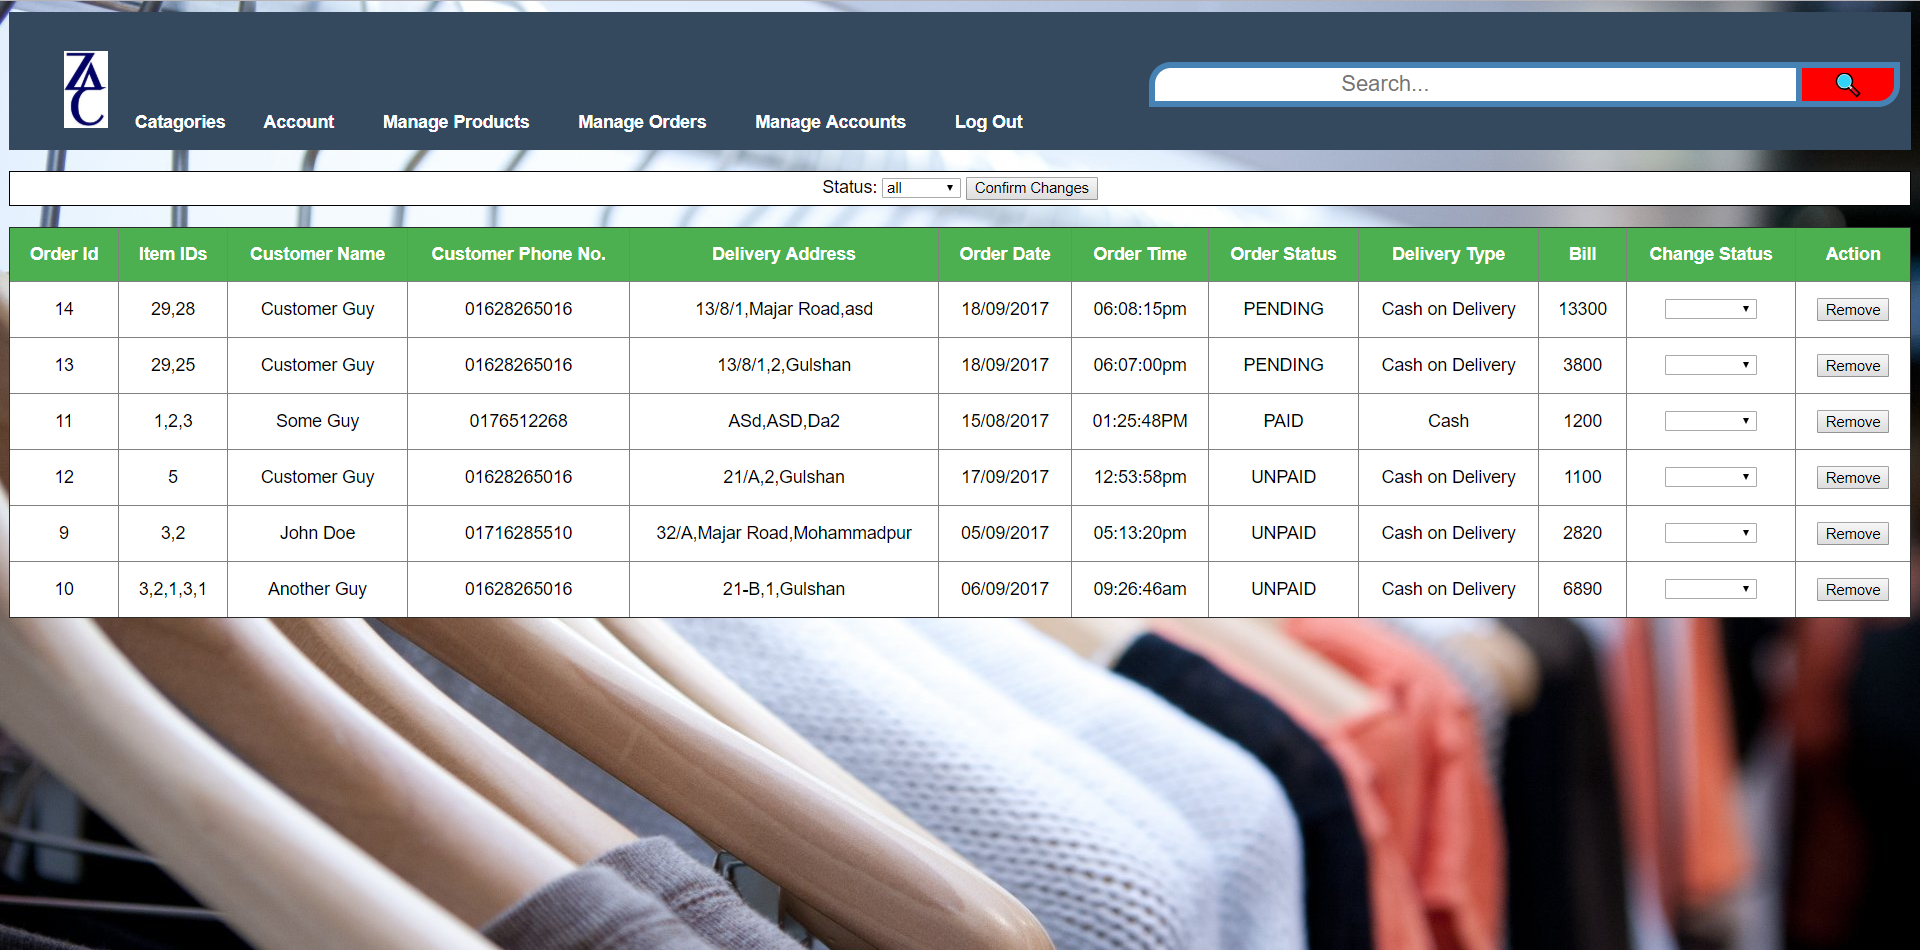 ZAC
Catagories Account Manage Products Manage Orders Manage Accounts Log Out
Search...
Status: all Confirm Changes
Order Id Item IDs Customer Name Customer Phone No. Delivery Address Order Date Order Time Order Status Delivery Type Bill Change Status Action
14 29,28 Customer Guy 01628265016 13/8/1,Majar Road,asd 18/09/2017 06:08:15pm PENDING Cash on Delivery 13300 Remove
13 29,25 Customer Guy 01628265016 13/8/1,2,Gulshan 18/09/2017 06:07:00pm PENDING Cash on Delivery 3800 Remove
11 1,2,3 Some Guy 0176512268 ASd,ASD,Da2 15/08/2017 01:25:48PM PAID Cash 1200 Remove
12 5 Customer Guy 01628265016 21/A,2,Gulshan 17/09/2017 12:53:58pm UNPAID Cash on Delivery 1100 Remove
9 3,2 John Doe 01716285510 32/A,Majar Road,Mohammadpur 05/09/2017 05:13:20pm UNPAID Cash on Delivery 2820 Remove
10 3,2,1,3,1 Another Guy 01628265016 21-B,1,Gulshan 06/09/2017 09:26:46am UNPAID Cash on Delivery 6890 Remove